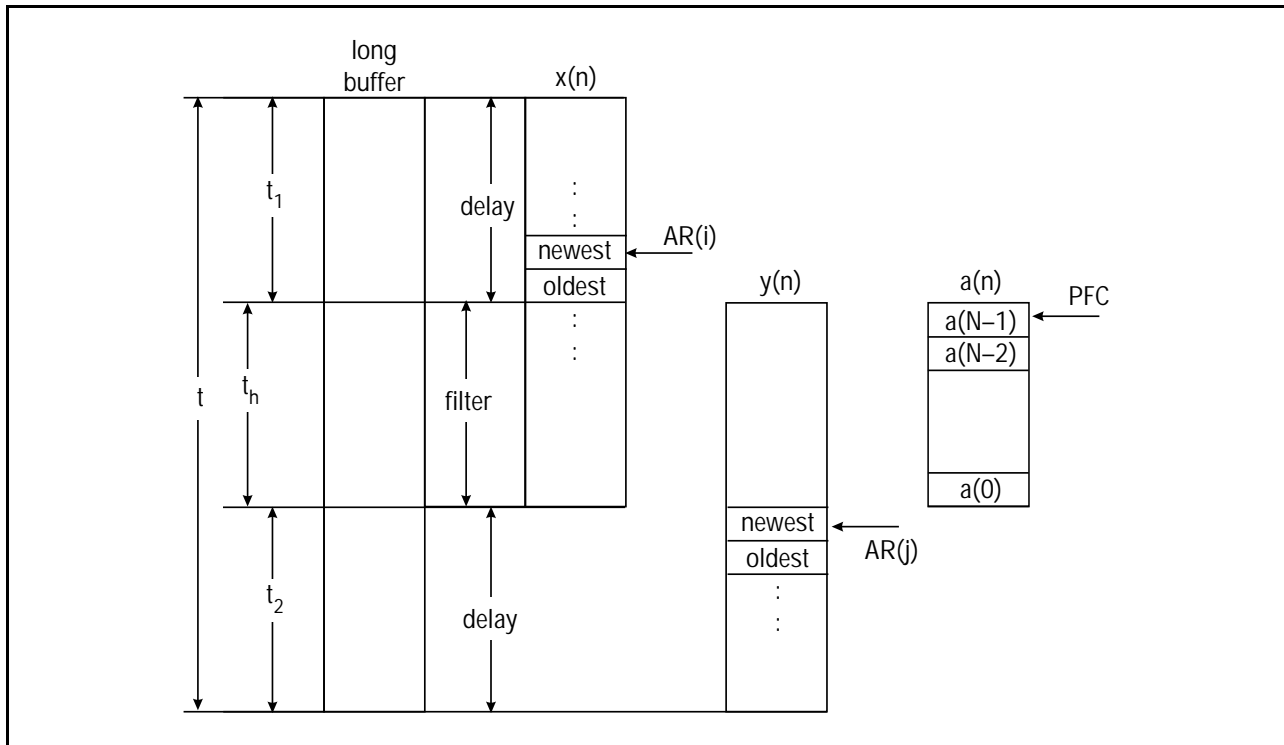 long
buffer
x(n)
t1
delay
:
:
newest
AR(i)
oldest
y(n)
a(n)
PFC
:
:
a(N–1)
a(N–2)
t
th
filter
a(0)
newest
AR(j)
oldest
t2
delay
:
: